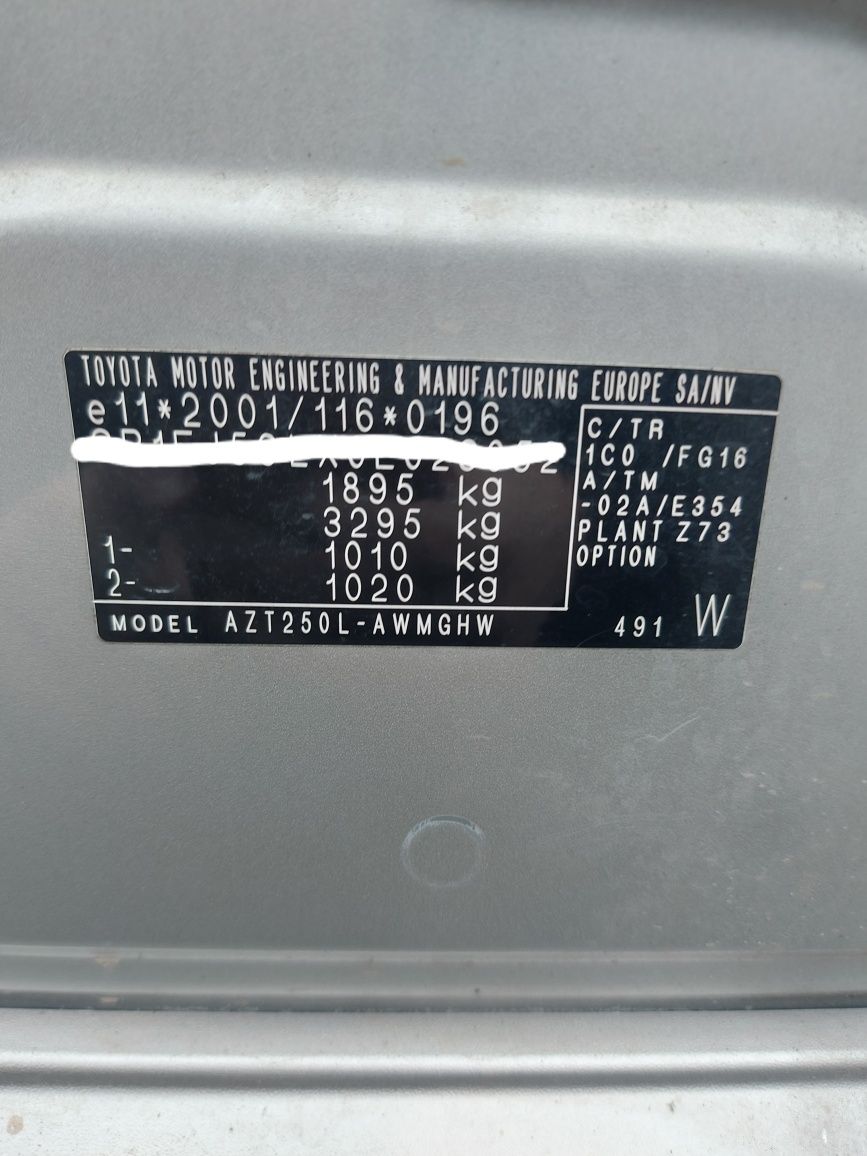 TOYOTA MOTOR ENGINEERING & MANUFACTURING EUROPE SA/NV
e11*2001/116*0196
1895 kg
3295 kg
1- 1010 kg
2- 1020 kg
C/TR
1C0 /FG16
A/TM
-02A/E354
PLANT Z73
OPTION
MODEL AZT250L-AWMGHW
491 W